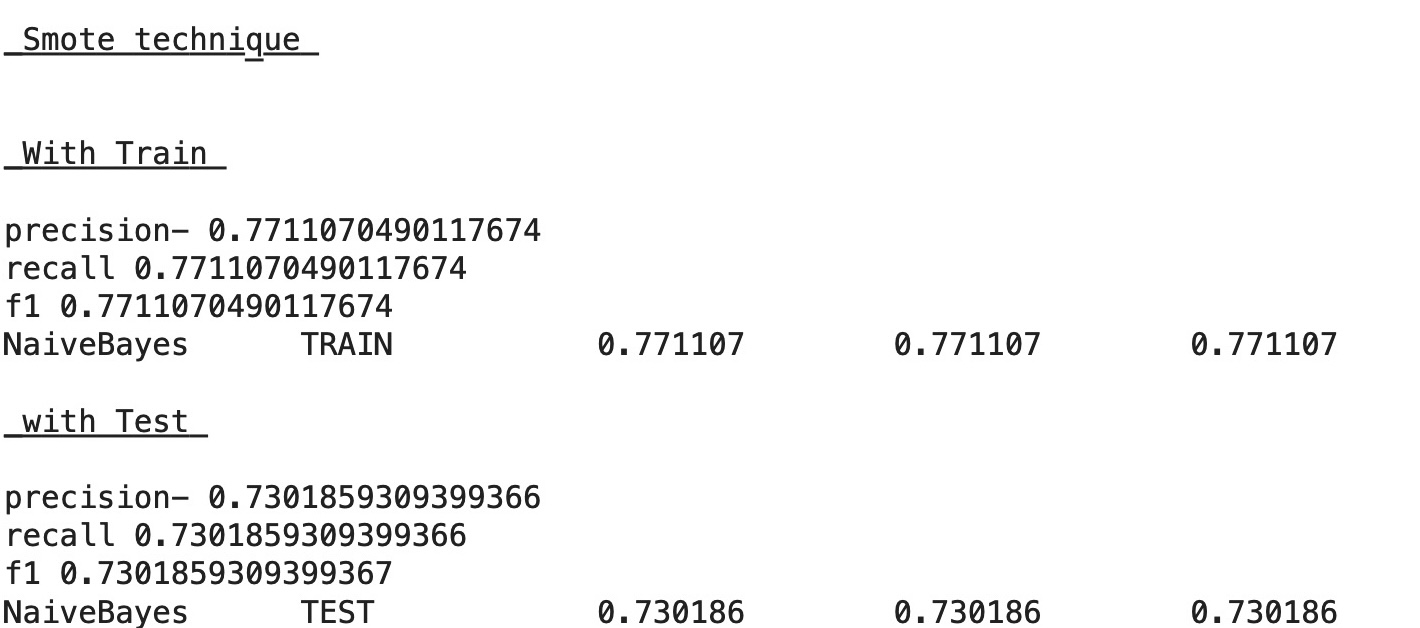 _Smote technique_
_With Train_
precision- 0.7711070490117674
recall 0.7711070490117674
f1 0.7711070490117674
NaiveBayes TRAIN 0.771107 0.771107 0.771107
_with Test_
precision- 0.7301859309399366
recall 0.7301859309399366
f1 0.7301859309399367
NaiveBayes TEST 0.730186 0.730186 0.730186